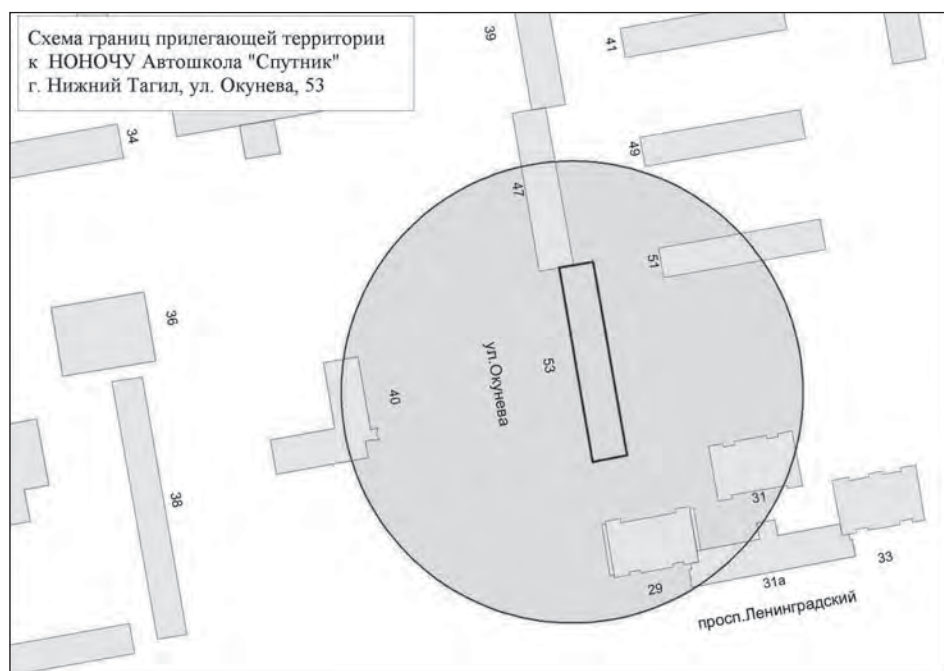 Схема границ прилегающей территории
к НОНОЧУ Автошкола "Спутник"
г. Нижний Тагил, ул. Окунева, 53
39
41
34
49
47
51
36
ул.Окунева
53
40
38
31
33
29
31а
просп.Ленинградский